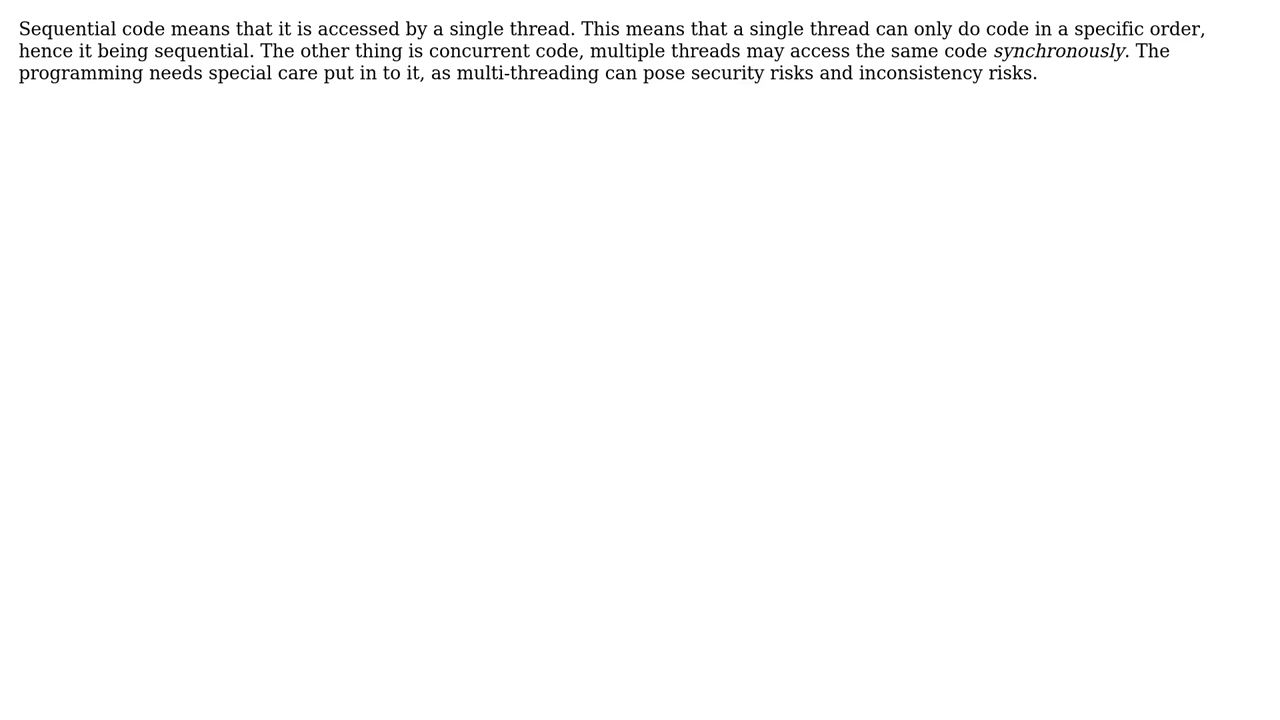 Sequential code means that it is accessed by a single thread. This means that a single thread can only do code in a specific order,
hence it being sequential. The other thing is concurrent code, multiple threads may access the same code synchronously. The
programming needs special care put in to it, as multi-threading can pose security risks and inconsistency risks.